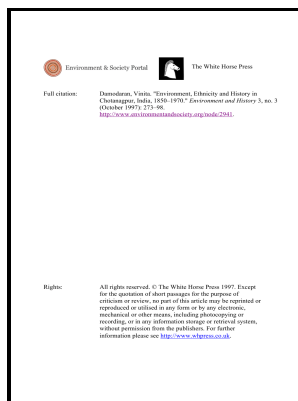 Environment & Society Portal
The White Horse Press
Full citation:
Damodaran, Vinita. "Environment, Ethnicity and History in
Chotanagpur, India, 1850–1970." Environment and History 3, no. 3
(October 1997): 273–98.
http://www.environmentandsociety.org/node/2941.
Rights:
All rights reserved. © The White Horse Press 1997. Except
for the quotation of short passages for the purpose of
criticism or review, no part of this article may be reprinted or
reproduced or utilised in any form or by any electronic,
mechanical or other means, including photocopying or
recording, or in any information storage or retrieval system,
without permission from the publishers. For further
information please see http://www.whpress.co.uk.